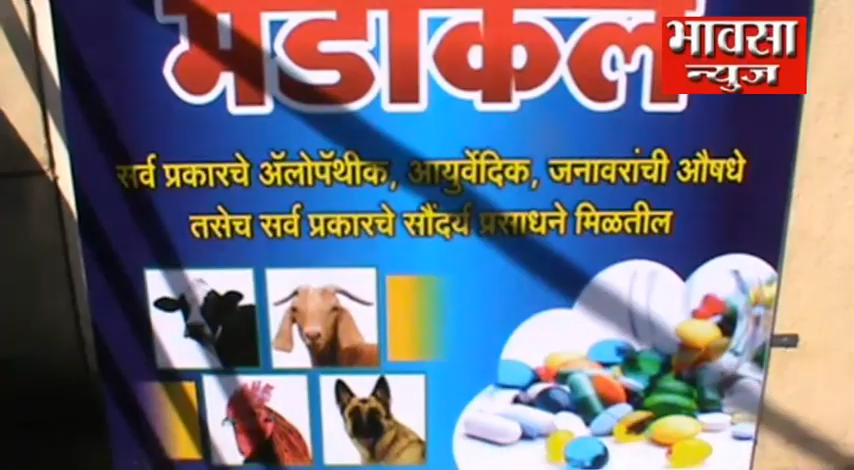 मेडीकल
भावसा
न्युज
सर्व प्रकारचे ॲलोपॅथीक, आयुर्वेदिक, जनावरांची औषधे
तसेच सर्व प्रकारचे सौंदर्य प्रसाधने मिळतील